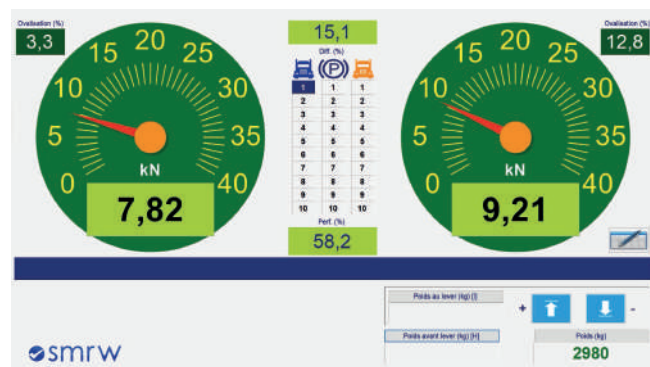 Ovalisation (%)
3,3
0
5
10
15
20
25
30
35
40
kN
7,82
15,1
Diff. (%)
(P)
1 1 1
2 2 2
3 3 3
4 4 4
5 5 5
6 6 6
7 7 7
8 8 8
9 9 9
10 10 10
Perf. (%)
58,2
Ovalisation (%)
12,8
0
5
10
15
20
25
30
35
40
kN
9,21
Poids au lever (kg) [I]
+ -
Poids avant lever (kg) [H]
Poids (kg)
2980
smrw